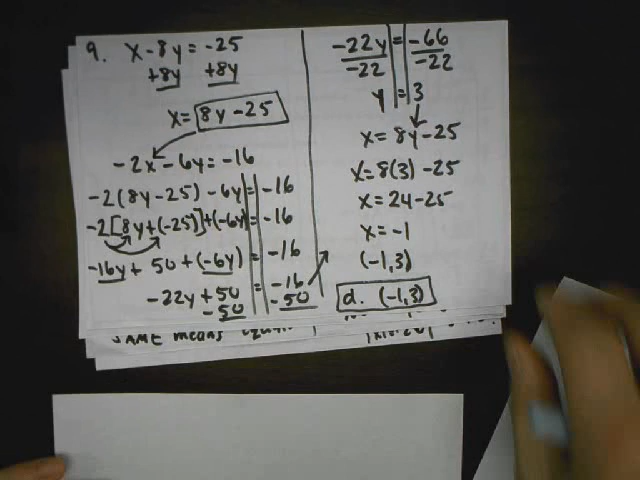 9. x-8y = -25
+8y +8y
x = 8y-25
-2x-6y = -16
-2(8y-25)-6y = -16
-2[8y+(-25)]+(-6y) = -16
-16y+50+(-6y) = -16
-22y+50 = -16
-50 -50
-22y = -66
-22 -22
y = 3
x = 8y-25
x = 8(3)-25
x = 24-25
x = -1
(-1,3)
d. (-1,3)
SAME MEANS